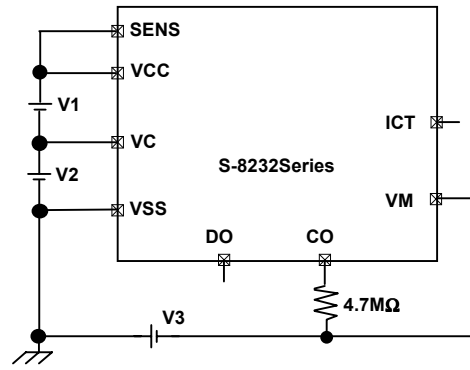 SENS
VCC
V1
ICT
VC
S-8232Series
V2
VM
VSS
DO
CO
4.7MΩ
V3